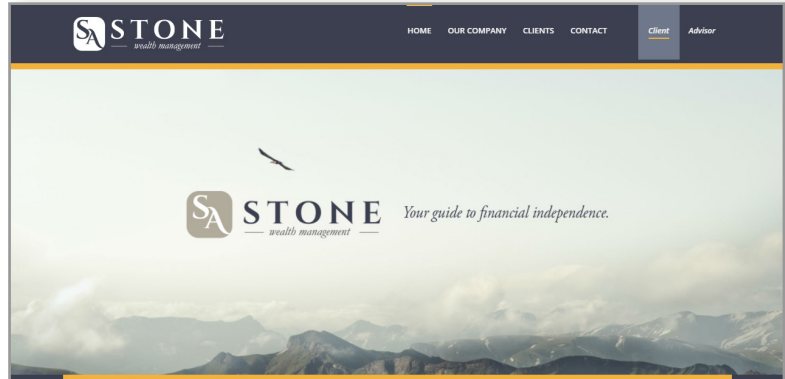 SA STONE
wealth management
HOME OUR COMPANY CLIENTS CONTACT Client Advisor
SA STONE
wealth management
Your guide to financial independence.